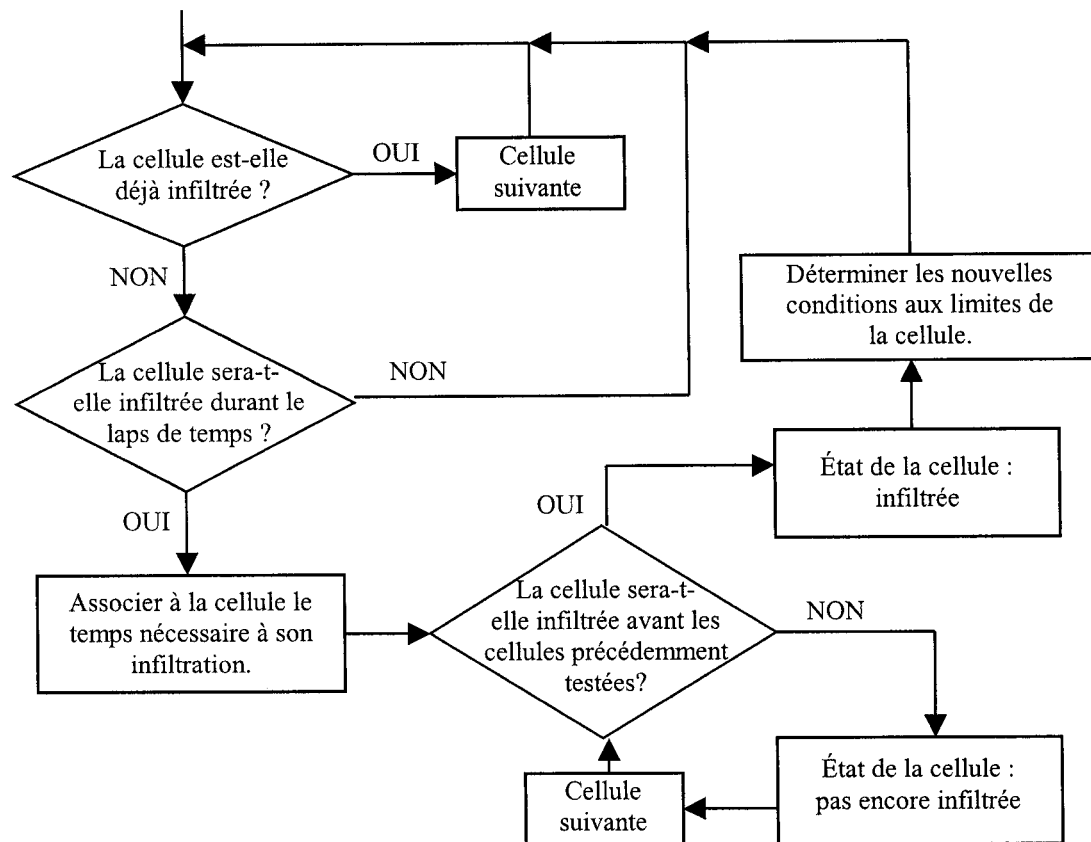 La cellule est-elle
déjà infiltrée ?
OUI
Cellule
suivante
NON
Déterminer les nouvelles
conditions aux limites de
la cellule.
La cellule sera-t-
elle infiltrée durant le
laps de temps ?
NON
État de la cellule :
infiltrée
OUI
OUI
Associer à la cellule le
temps nécessaire à son
infiltration.
La cellule sera-t-
elle infiltrée avant les
cellules précédemment
testées?
NON
État de la cellule :
pas encore infiltrée
Cellule
suivante